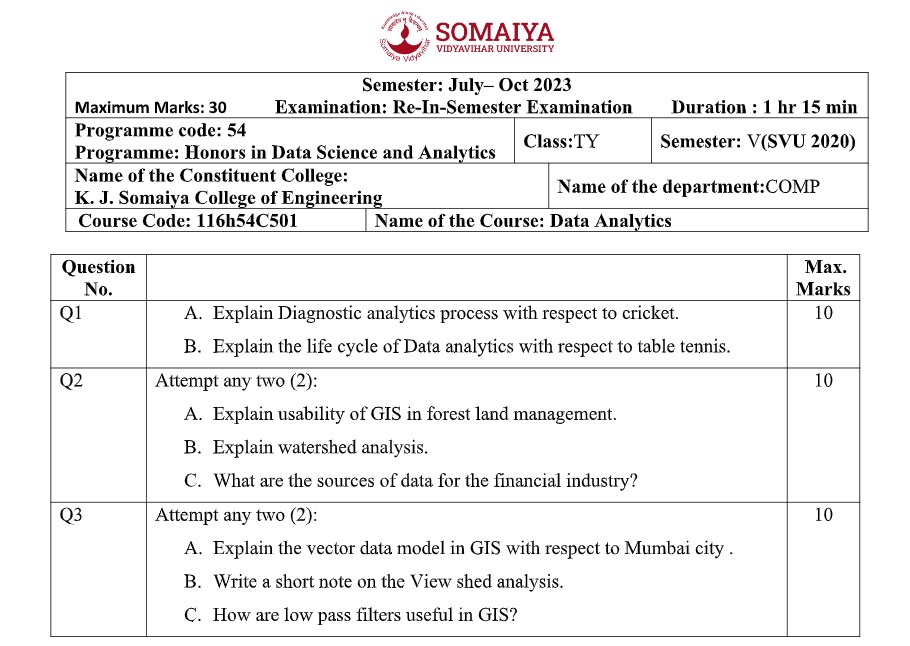 SOMAIYA
VIDYAVIHAR UNIVERSITY
Somaiya Vidyavihar
Semester: July– Oct 2023
Maximum Marks: 30 Examination: Re-In-Semester Examination Duration : 1 hr 15 min
Programme code: 54
Programme: Honors in Data Science and Analytics
Class:TY
Semester: V(SVU 2020)
Name of the Constituent College:
K. J. Somaiya College of Engineering
Name of the department:COMP
Course Code: 116h54C501
Name of the Course: Data Analytics
Question
No.
Max.
Marks
Q1
A. Explain Diagnostic analytics process with respect to cricket.
10
B. Explain the life cycle of Data analytics with respect to table tennis.
Q2
Attempt any two (2):
10
A. Explain usability of GIS in forest land management.
B. Explain watershed analysis.
C. What are the sources of data for the financial industry?
Q3
Attempt any two (2):
10
A. Explain the vector data model in GIS with respect to Mumbai city .
B. Write a short note on the View shed analysis.
C. How are low pass filters useful in GIS?